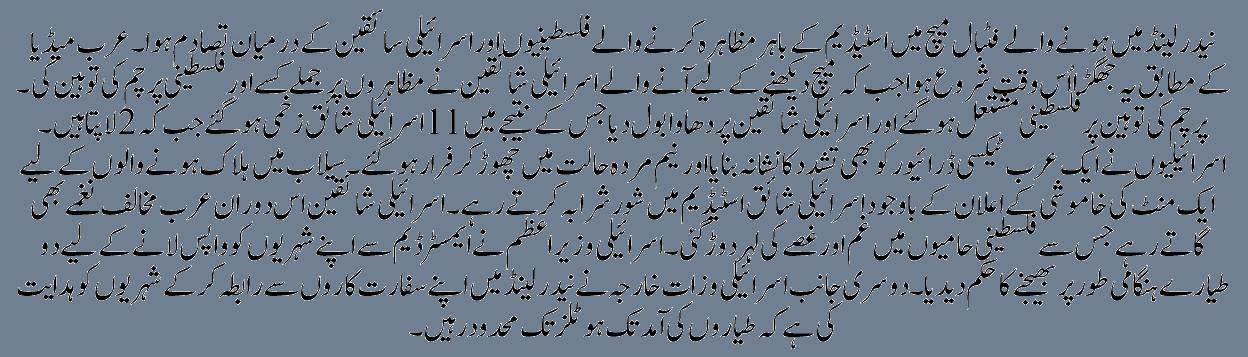 نیدر لینڈ میں ہونے والے فٹبال میچ میں اسٹیڈیم کے باہر مظاہرہ کرنے والے فلسطینیوں اور اسرائیلی شائقین کے درمیان تصادم ہوا۔ عرب میڈیا
کے مطابق یہ جھگڑا اُس وقت شروع ہوا جب کہ میچ دیکھنے کے لیے آنے والے اسرائیلی شائقین نے مظاہروں پر جملے کسے اور فلسطینی پرچم کی توہین کی۔
پرچم کی توہین پر فلسطینی مشتعل ہوگئے اور اسرائیلی شائقین پر دھاوا بول دیا جس کے نتیجے میں 11 اسرائیلی شائق زخمی ہوگئے جب کہ 2 لاپتا ہیں۔
اسرائیلیوں نے ایک عرب ٹیکسی ڈرائیور کو بھی تشدد کا نشانہ بنایا اور نیم مردہ حالت میں چھوڑ کر فرار ہوگئے۔ سیلاب میں ہلاک ہونے والوں کے لیے
ایک منٹ کی خاموشی کے اعلان کے باوجود اسرائیلی شائق اسٹیڈیم میں شور شرابہ کرتے رہے۔ اسرائیلی شائقین اس دوران عرب مخالف نغمے بھی
گاتے رہے جس سے فلسطینی حامیوں میں غم اور غصے کی لہر دوڑ گئی۔ اسرائیلی وزیراعظم نے ایمسٹرڈیم سے اپنے شہریوں کو واپس لانے کے لیے دو
طیارے ہنگامی طور پر بھیجنے کا حکم دیدیا۔ دوسری جانب اسرائیلی وزات خارجہ نے نیدر لینڈ میں اپنے سفارت کاروں سے رابطہ کرکے شہریوں کو ہدایت
کی ہے کہ طیاروں کی آمد تک ہوٹلز تک محدود رہیں۔